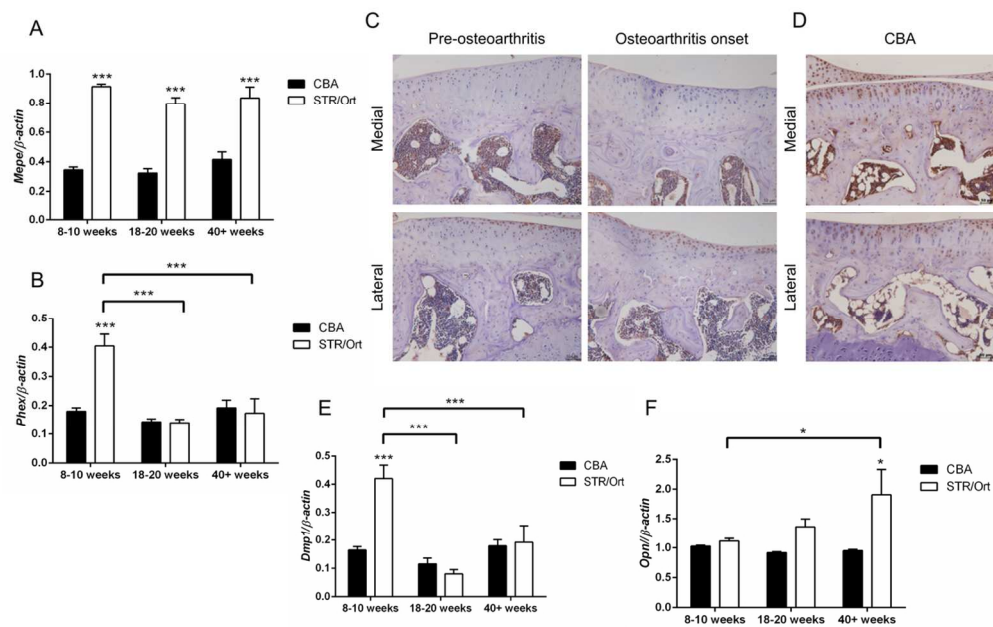 A
Mepe/β-actin
1.0
0.8
0.6
0.4
0.2
0.0
***
***
***
8-10 weeks
18-20 weeks
40+ weeks
CBA
STR/Ort
B
Phex/β-actin
0.5
0.4
0.3
0.2
0.1
0.0
***
***
***
8-10 weeks
18-20 weeks
40+ weeks
CBA
STR/Ort
C
Pre-osteoarthritis
Osteoarthritis onset
Medial
Lateral
D
CBA
Medial
Lateral
E
Dmp1/β-actin
0.5
0.4
0.3
0.2
0.1
0.0
***
***
***
8-10 weeks
18-20 weeks
40+ weeks
CBA
STR/Ort
F
Opn//β-actin
2.5
2.0
1.5
1.0
0.5
0.0
*
*
8-10 weeks
18-20 weeks
40+ weeks
CBA
STR/Ort